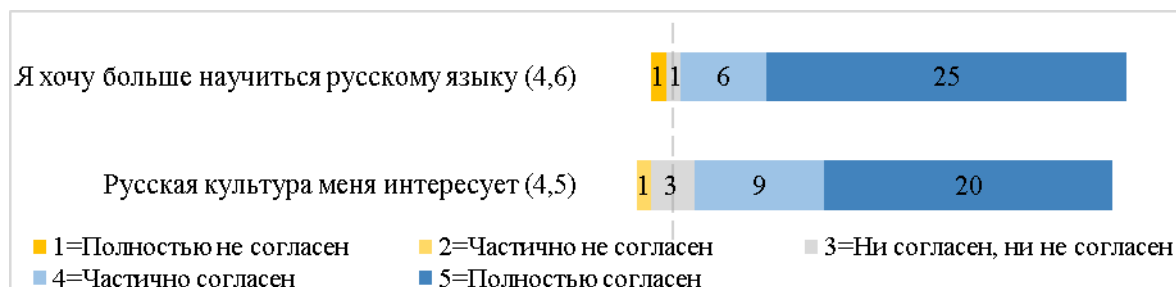 Я хочу больше научиться русскому языку (4,6) 1 1 6 25
Русская культура меня интересует (4,5) 1 3 9 20
1=Полностью не согласен 2=Частично не согласен 3=Ни согласен, ни не согласен
4=Частично согласен 5=Полностью согласен